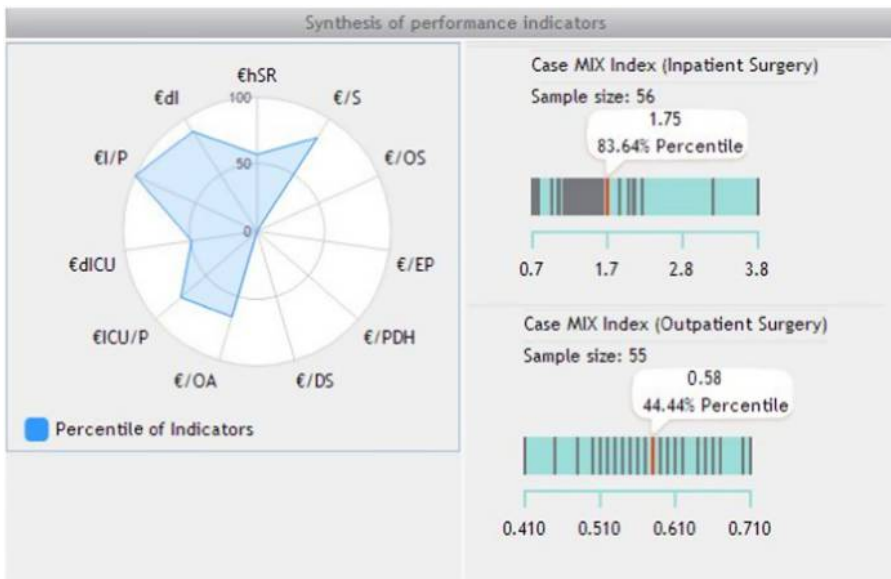 Synthesis of performance indicators
€hSR
€dI
100
€/S
€I/P
50
€/OS
0
€dICU
€/EP
€ICU/P
€/PDH
€/OA
€/DS
Percentile of Indicators
Case MIX Index (Inpatient Surgery)
Sample size: 56
1.75
83.64% Percentile
0.7 1.7 2.8 3.8
Case MIX Index (Outpatient Surgery)
Sample size: 55
0.58
44.44% Percentile
0.410 0.510 0.610 0.710